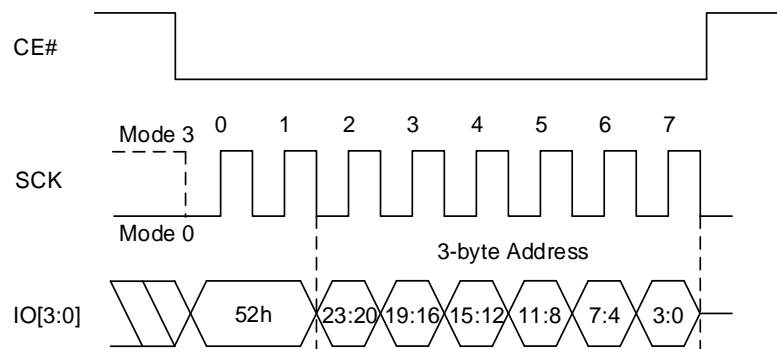 CE#
Mode 3
0 1 2 3 4 5 6 7
SCK
Mode 0
3-byte Address
IO[3:0]
52h 23:20 19:16 15:12 11:8 7:4 3:0